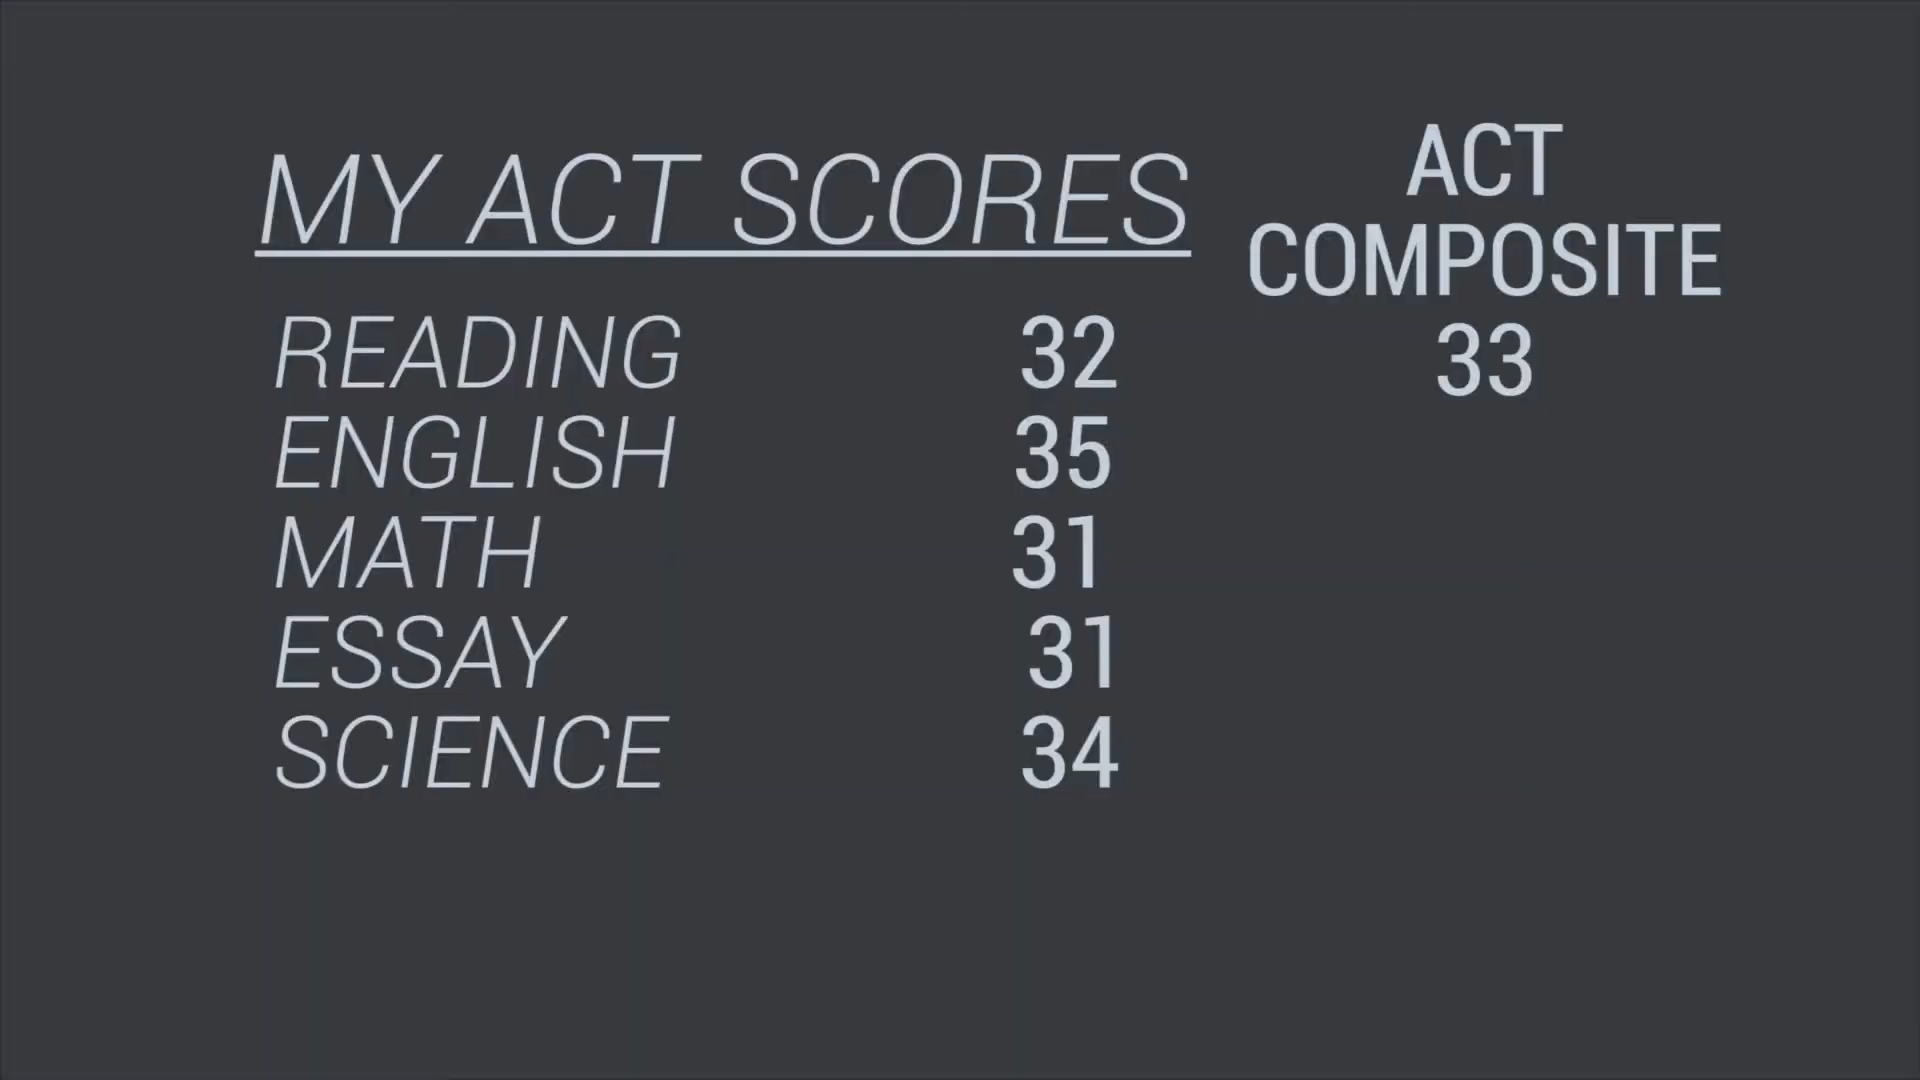 MY ACT SCORES
READING 32
ENGLISH 35
MATH 31
ESSAY 31
SCIENCE 34
ACT
COMPOSITE
33